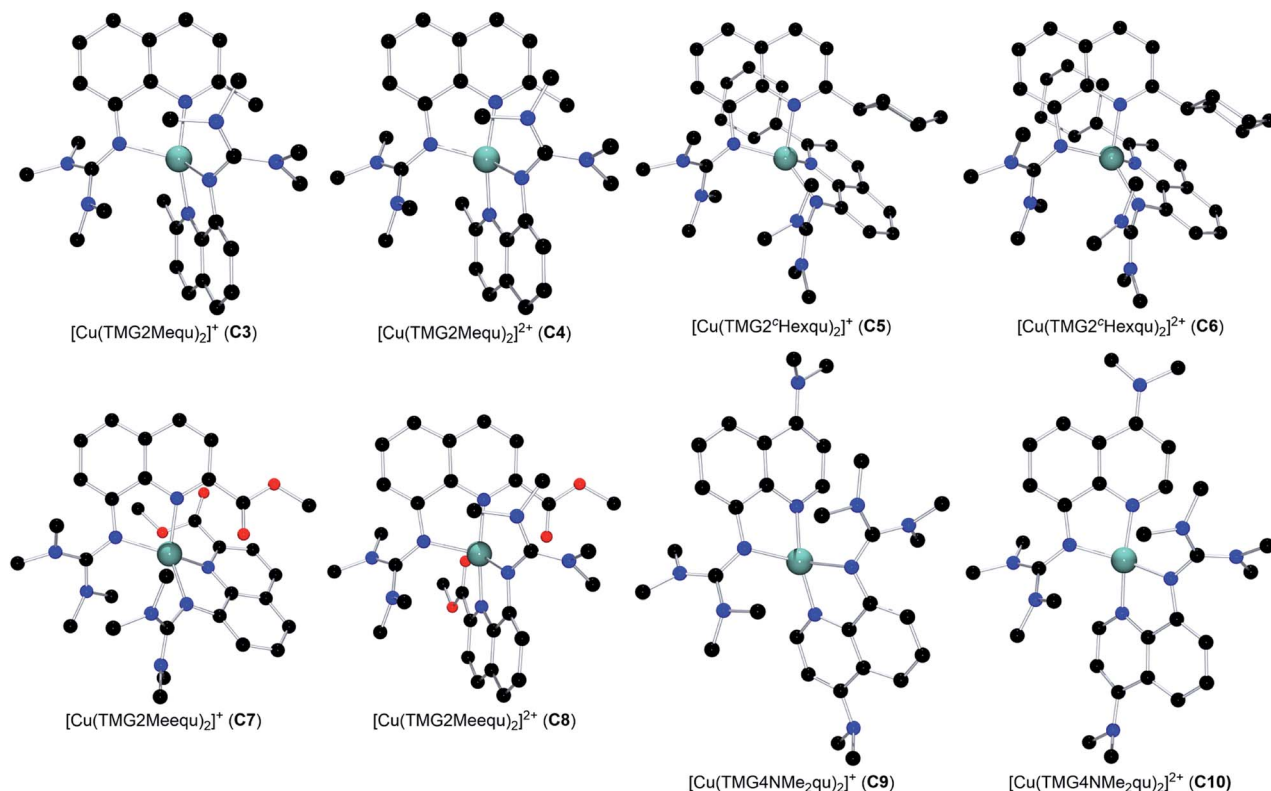 [Cu(TMG2Mequ)₂]⁺ (C3)
[Cu(TMG2Mequ)₂]²⁺ (C4)
[Cu(TMG2ᶜHexqu)₂]⁺ (C5)
[Cu(TMG2ᶜHexqu)₂]²⁺ (C6)
[Cu(TMG2Meequ)₂]⁺ (C7)
[Cu(TMG2Meequ)₂]²⁺ (C8)
[Cu(TMG4NMe₂qu)₂]⁺ (C9)
[Cu(TMG4NMe₂qu)₂]²⁺ (C10)